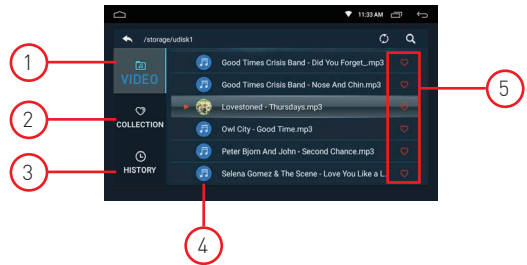 11:33 AM
/storage/udisk1
1
VIDEO
2
COLLECTION
3
HISTORY
Good Times Crisis Band - Did You Forget_.mp3
Good Times Crisis Band - Nose And Chin.mp3
Lovestoned - Thursdays.mp3
Owl City - Good Time.mp3
Peter Bjorn And John - Second Chance.mp3
Selena Gomez & The Scene - Love You Like a L..
4
5